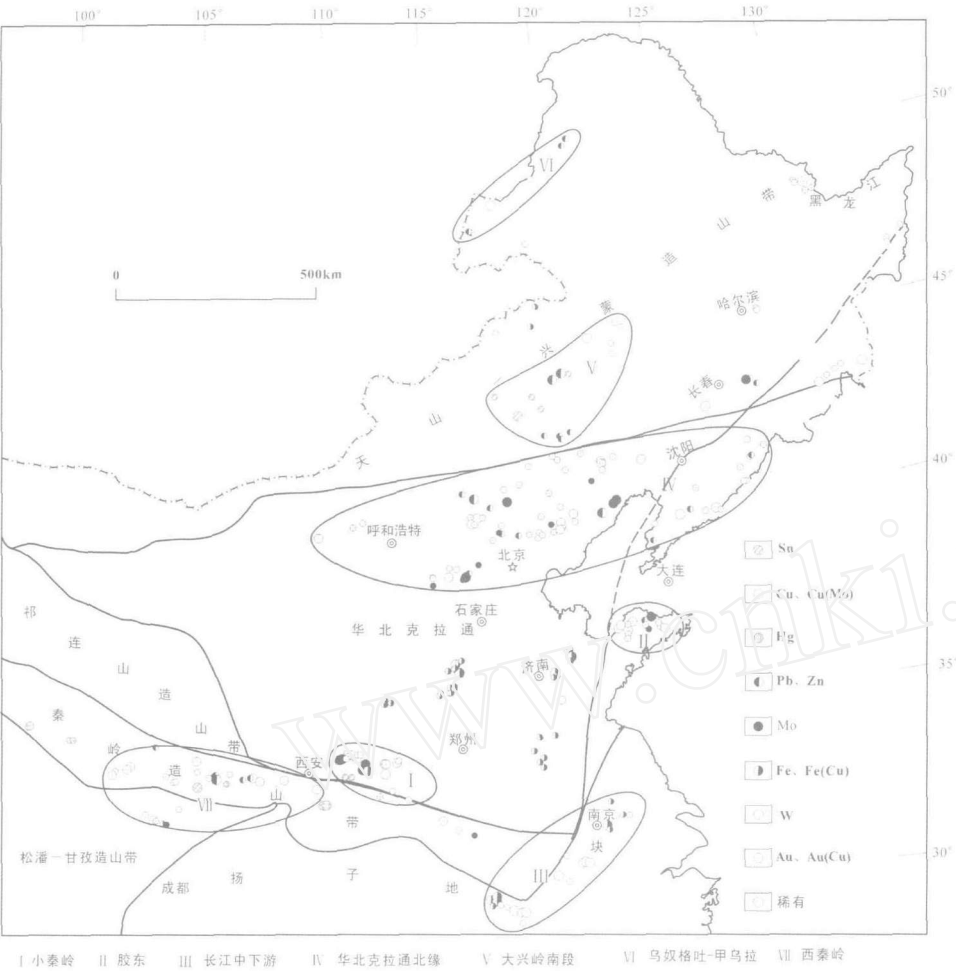 100° 105° 110° 115° 120° 125° 130°
50°
45°
40°
35°
30°
0 500km
Ⅵ
黑龙江
天山兴蒙造山带
哈尔滨
Ⅴ
长春
沈阳
Ⅳ
呼和浩特
北京
大连
石家庄
华北克拉通
Ⅱ
济南
祁连造山带
郑州
秦岭造山带
西安
Ⅰ
Ⅶ
南京
松潘-甘孜造山带
成都
扬子地块
Ⅲ
Sn
Cu、Cu(Mo)
Hg
Pb、Zn
Mo
Fe、Fe(Cu)
W
Au、Au(Cu)
稀有
www.cnki.
Ⅰ 小秦岭 Ⅱ 胶东 Ⅲ 长江中下游 Ⅳ 华北克拉通北缘 Ⅴ 大兴岭南段 Ⅵ 乌奴格吐-甲乌拉 Ⅶ 西秦岭